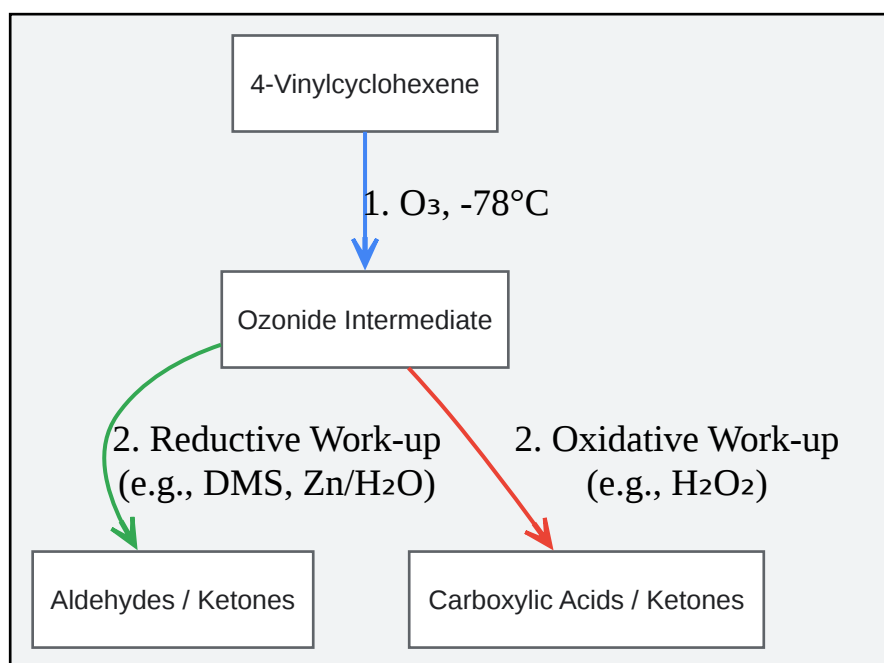 4-Vinylcyclohexene
1. O₃, -78°C
Ozonide Intermediate
2. Reductive Work-up
(e.g., DMS, Zn/H₂O)
2. Oxidative Work-up
(e.g., H₂O₂)
Aldehydes / Ketones
Carboxylic Acids / Ketones